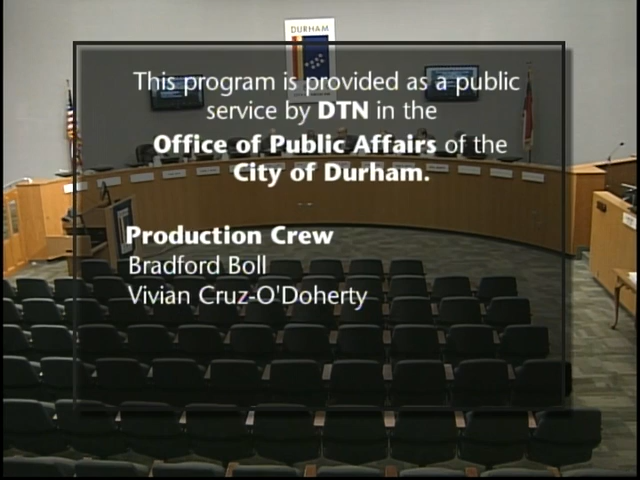 DURHAM
This program is provided as a public
service by DTN in the
Office of Public Affairs of the
City of Durham.
Production Crew
Bradford Boll
Vivian Cruz-O'Doherty